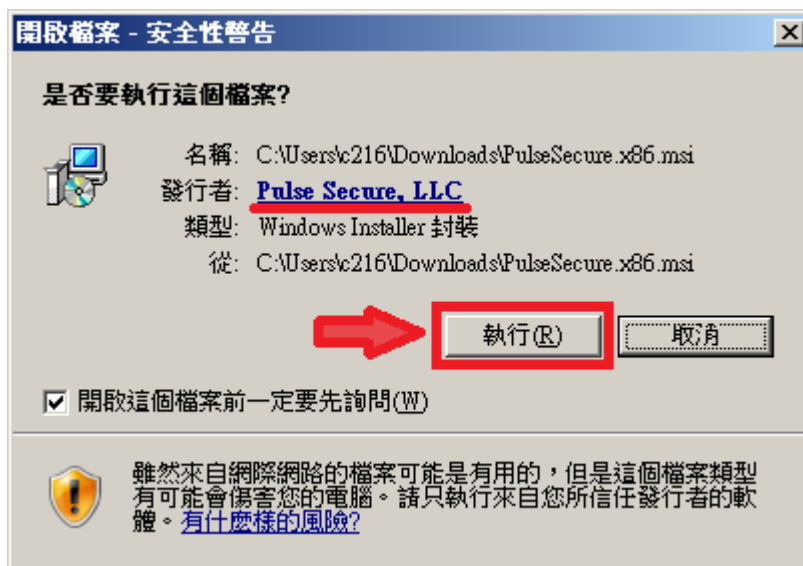 開啟檔案 - 安全性警告
是否要執行這個檔案?
名稱: C:\Users\c216\Downloads\PulseSecure.x86.msi
發行者: Pulse Secure, LLC
類型: Windows Installer 封裝
從: C:\Users\c216\Downloads\PulseSecure.x86.msi
執行(R)
取消
開啟這個檔案前一定要先詢問(W)
雖然來自網際網路的檔案可能是有用的，但是這個檔案類型
有可能會傷害您的電腦。請只執行來自您所信任發行者的軟
體。有什麼樣的風險?